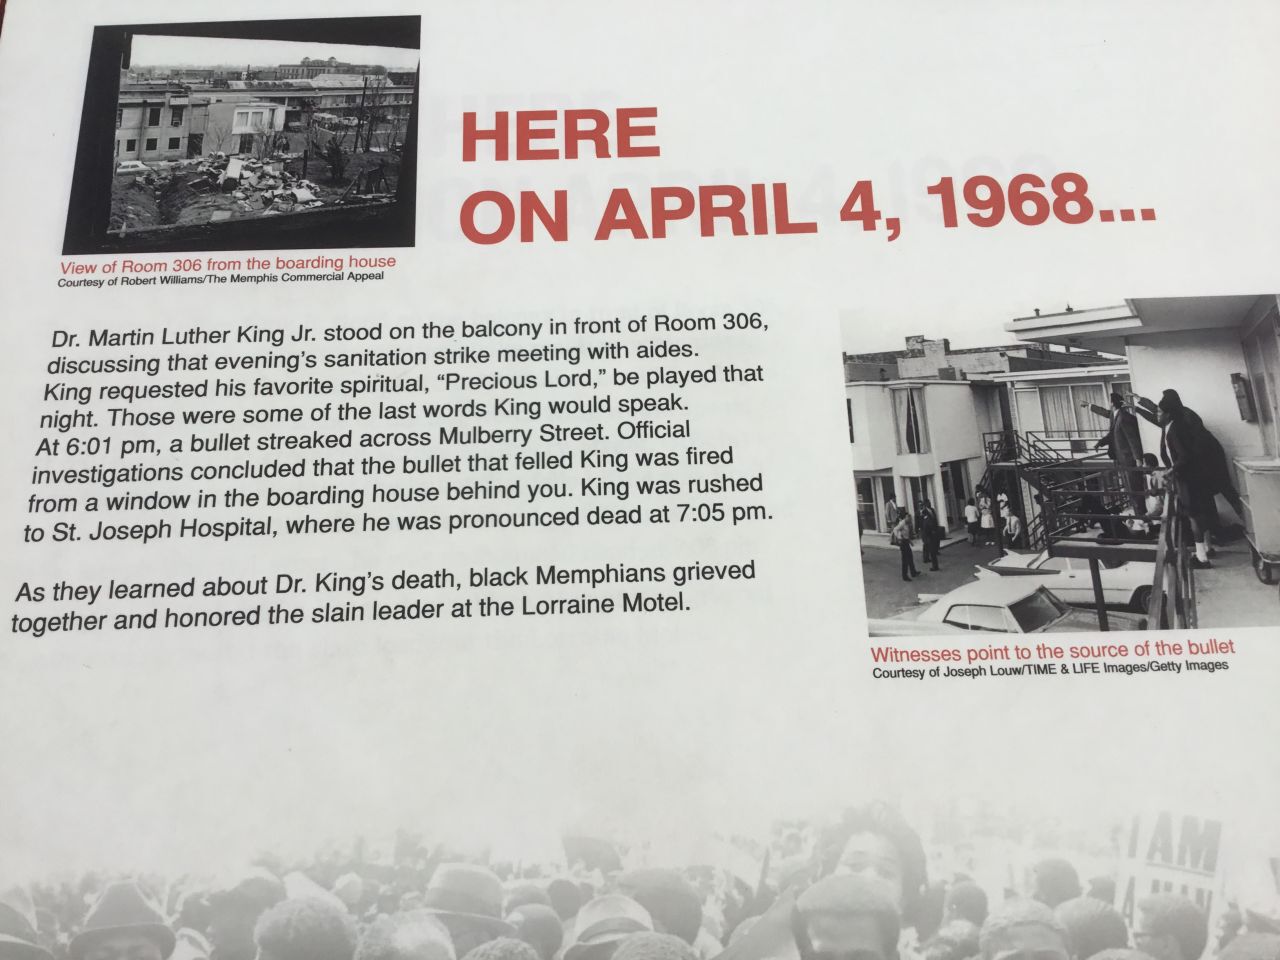 HERE
ON APRIL 4, 1968...
View of Room 306 from the boarding house
Courtesy of Robert Williams/The Memphis Commercial Appeal
Dr. Martin Luther King Jr. stood on the balcony in front of Room 306,
discussing that evening's sanitation strike meeting with aides.
King requested his favorite spiritual, “Precious Lord,” be played that
night. Those were some of the last words King would speak.
At 6:01 pm, a bullet streaked across Mulberry Street. Official
investigations concluded that the bullet that felled King was fired
from a window in the boarding house behind you. King was rushed
to St. Joseph Hospital, where he was pronounced dead at 7:05 pm.
As they learned about Dr. King's death, black Memphians grieved
together and honored the slain leader at the Lorraine Motel.
Witnesses point to the source of the bullet
Courtesy of Joseph Louw/TIME & LIFE Images/Getty Images
I AM